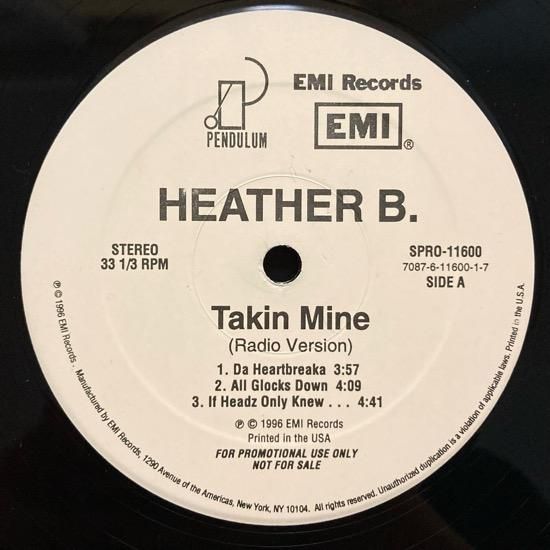 PENDULUM
EMI Records
EMI®
HEATHER B.
STEREO
33 1/3 RPM
SPRO-11600
7087-6-11600-1-7
SIDE A
Takin Mine
(Radio Version)
1. Da Heartbreaka 3:57
2. All Glocks Down 4:09
3. If Headz Only Knew . . . 4:41
℗ © 1996 EMI Records
Printed in the USA
FOR PROMOTIONAL USE ONLY
NOT FOR SALE
℗ © 1996 EMI Records . Manufactured by EMI Records, 1290 Avenue of the Americas, New York, NY 10104. All rights reserved. Unauthorized duplication is a violation of applicable laws. Printed in the U.S.A.